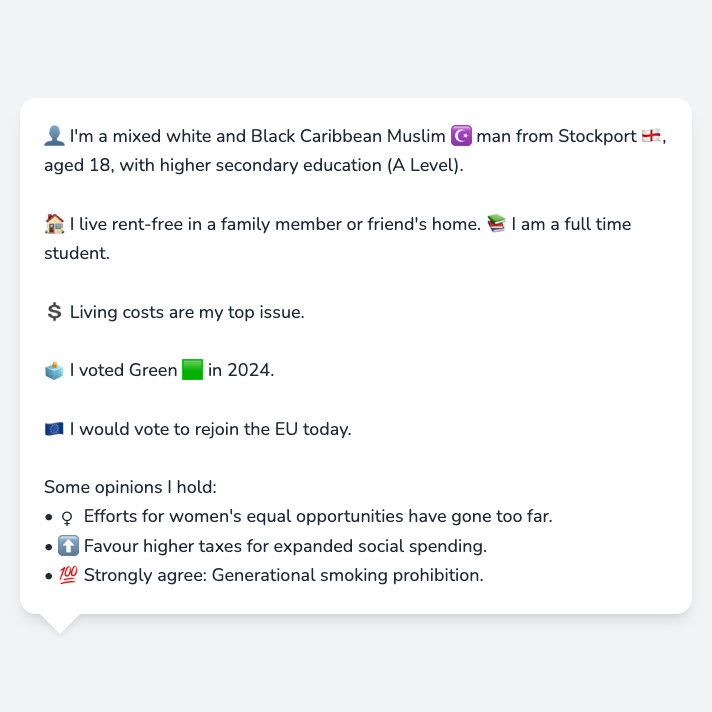 👤 I'm a mixed white and Black Caribbean Muslim ☪️ man from Stockport 🏴󠁧󠁢󠁥󠁮󠁧󠁿,
aged 18, with higher secondary education (A Level).
🏠 I live rent-free in a family member or friend's home. 📚 I am a full time
student.
💲 Living costs are my top issue.
🗳️ I voted Green 🟩 in 2024.
🇪🇺 I would vote to rejoin the EU today.
Some opinions I hold:
• ♀ Efforts for women's equal opportunities have gone too far.
• ⬆️ Favour higher taxes for expanded social spending.
• 💯 Strongly agree: Generational smoking prohibition.